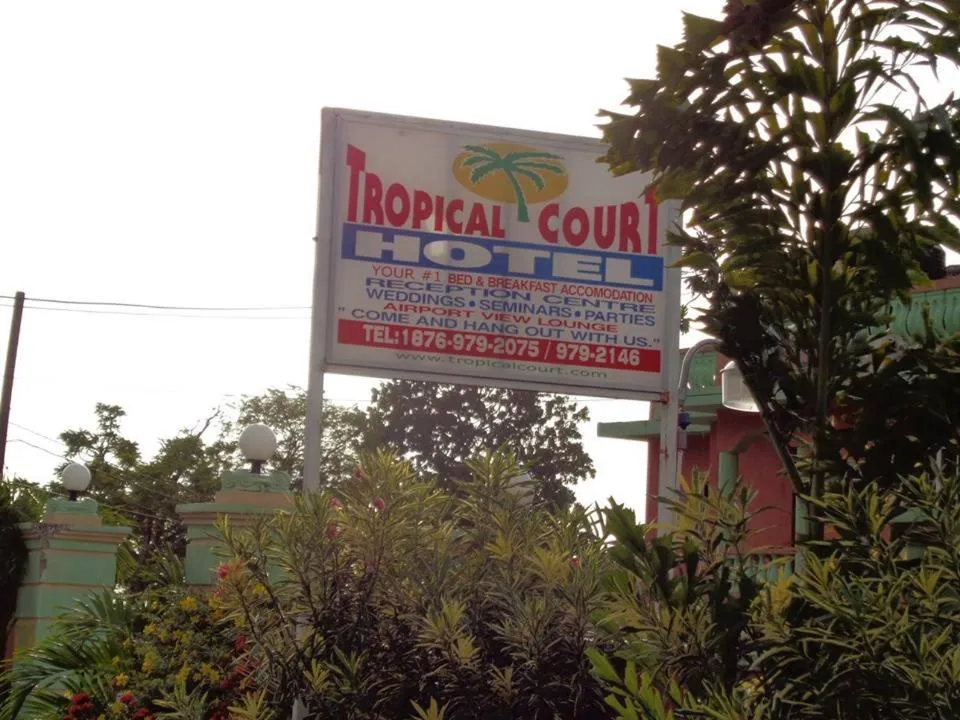 TROPICAL COURT
HOTEL
YOUR #1 BED & BREAKFAST ACCOMODATION
RECEPTION CENTRE
WEDDINGS • SEMINARS • PARTIES
AIRPORT VIEW LOUNGE
"COME AND HANG OUT WITH US."
TEL:1876-979-2075 / 979-2146
www.tropicalcourt.com